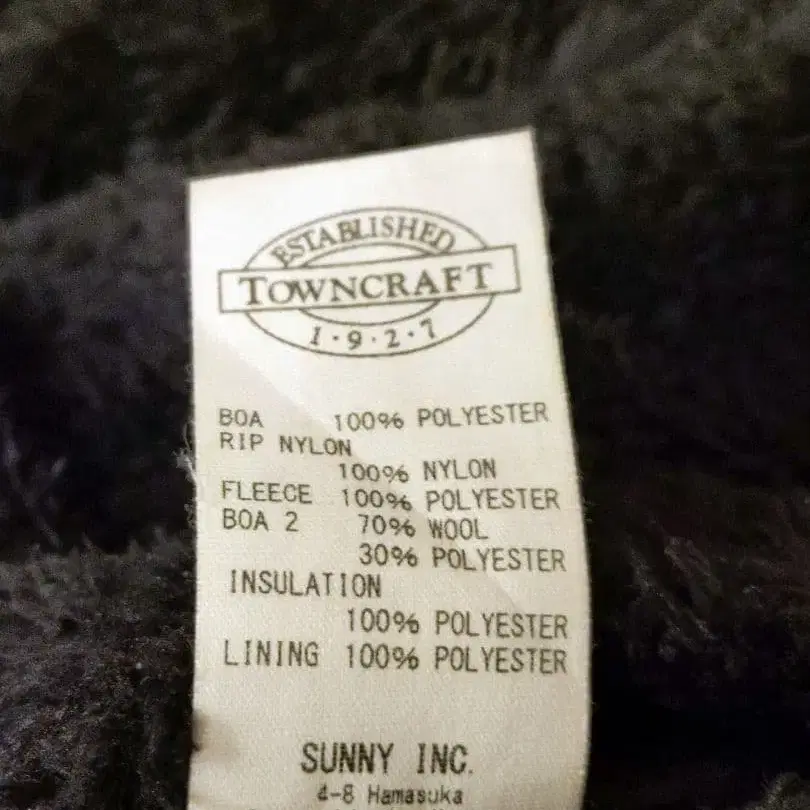 ESTABLISHED
TOWNCRAFT
1·9·2·7
BOA 100% POLYESTER
RIP NYLON
100% NYLON
FLEECE 100% POLYESTER
BOA 2 70% WOOL
30% POLYESTER
INSULATION
100% POLYESTER
LINING 100% POLYESTER
SUNNY INC.
4-8 Hamasuka